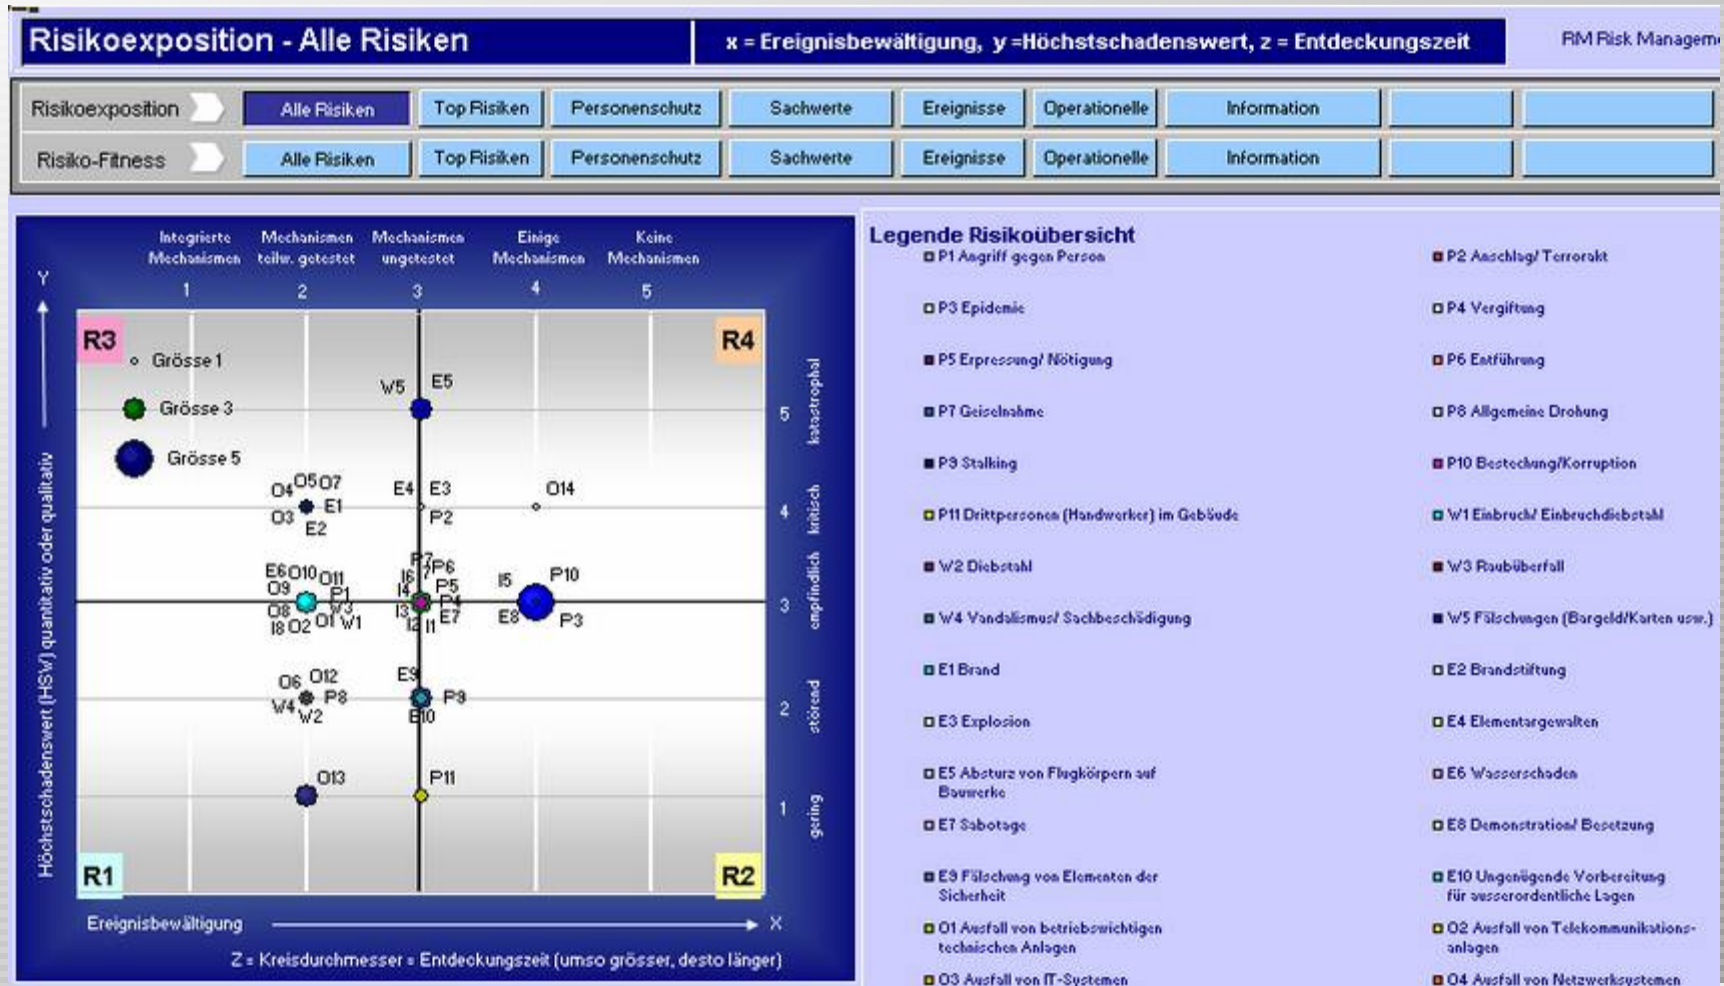 Risikoexposition - Alle Risiken
x = Ereignisbewältigung, y =Höchstschadenswert, z = Entdeckungszeit
RM Risk Managem
Risikoexposition
Alle Risiken
Top Risiken
Personenschutz
Sachwerte
Ereignisse
Operationelle
Information
Risiko-Fitness
Alle Risiken
Top Risiken
Personenschutz
Sachwerte
Ereignisse
Operationelle
Information
Integrierte
Mechanismen
Mechanismen
teilw. getestet
Mechanismen
ungetestet
Einige
Mechanismen
Keine
Mechanismen
Y
1
2
3
4
5
R3
R4
Grösse 1
Grösse 3
Grösse 5
W5
E5
O4
O5
O7
O3
E1
E2
E4
E3
P2
O14
E6
O10
O11
O9
P1
O8
W3
I8
O2
O1
W1
P7
I6
P6
I4
P5
P4
I3
E7
I2
I1
I5
P10
E8
P3
O6
O12
P8
W4
W2
E9
P9
E10
O13
P11
R1
R2
5
katastrophal
4
kritisch
3
empfindlich
2
störend
1
gering
Höchstschadenswert (HSW) quantitativ oder qualitativ
Ereignisbewältigung
X
Z = Kreisdurchmesser = Entdeckungszeit (umso grösser, desto länger)
Legende Risikoübersicht
P1 Angriff gegen Person
P2 Anschlag/ Terrorakt
P3 Epidemie
P4 Vergiftung
P5 Erpressung/ Nötigung
P6 Entführung
P7 Geiselnahme
P8 Allgemeine Drohung
P9 Stalking
P10 Bestechung/Korruption
P11 Drittpersonen (Handwerker) im Gebäude
W1 Einbruch/ Einbruchdiebstahl
W2 Diebstahl
W3 Raubüberfall
W4 Vandalismus/ Sachbeschädigung
W5 Fälschungen (Bargeld/Karten usw.)
E1 Brand
E2 Brandstiftung
E3 Explosion
E4 Elementargewalten
E5 Absturz von Flugkörpern auf
Bauwerke
E6 Wasserschaden
E7 Sabotage
E8 Demonstration/ Besetzung
E9 Fälschung von Elementen der
Sicherheit
E10 Ungenügende Vorbereitung
für ausserordentliche Lagen
O1 Ausfall von betriebswichtigen
technischen Anlagen
O2 Ausfall von Telekommunikations-
anlagen
O3 Ausfall von IT-Systemen
O4 Ausfall von Netzwerksystemen